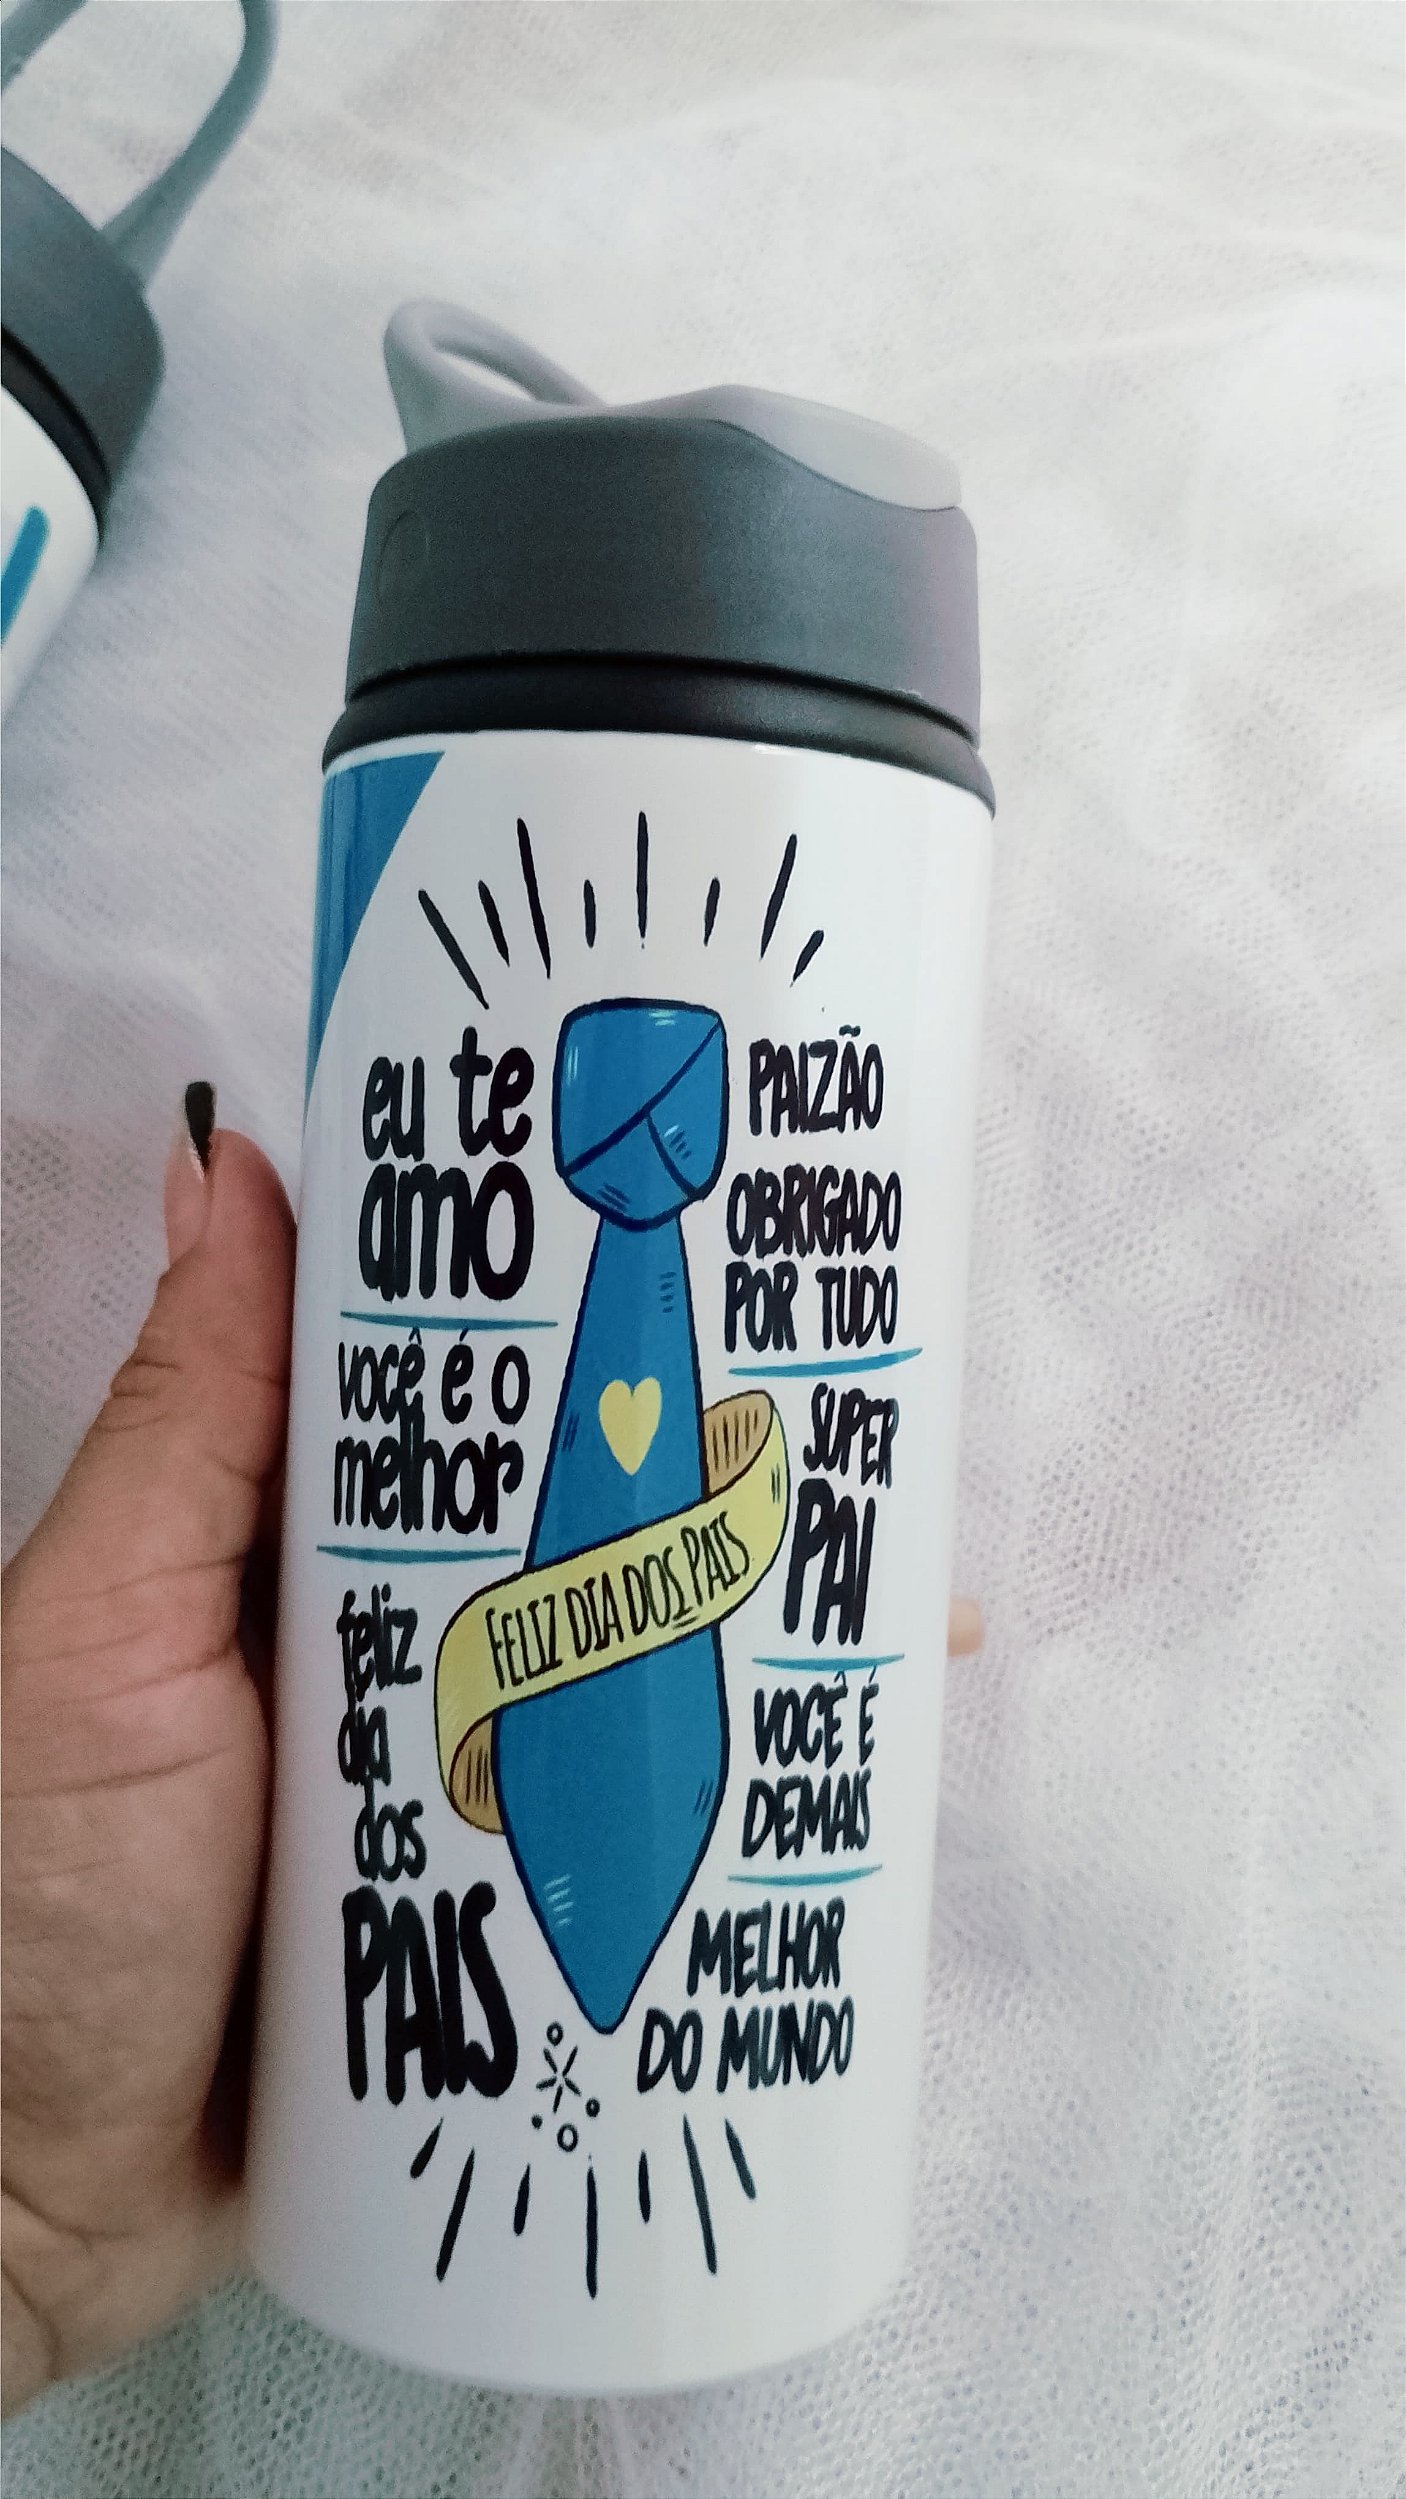 eu te
amo
você é o
melhor
feliz
dia
dos
PAIS
FELIZ DIA DOS PAIS
PAIZÃO
OBRIGADO
POR TUDO
SUPER
PAI
VOCÊ É
DEMAIS
MELHOR
DO MUNDO